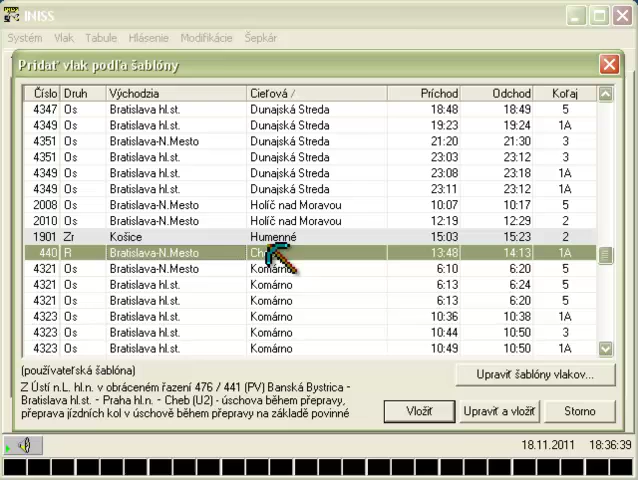 INISS
Systém Vlak Tabule Hlásenie Modifikácie Šepkár
Pridať vlak podľa šablóny
Číslo Druh Východzia Cieľová / Príchod Odchod Koľaj
4347 Os Bratislava hl.st. Dunajská Streda 18:48 18:49 5
4349 Os Bratislava hl.st. Dunajská Streda 19:23 19:24 1A
4351 Os Bratislava-N.Mesto Dunajská Streda 21:20 21:30 3
4351 Os Bratislava hl.st. Dunajská Streda 23:03 23:12 3
4349 Os Bratislava hl.st. Dunajská Streda 23:08 23:18 1A
4349 Os Bratislava hl.st. Dunajská Streda 23:11 23:12 1A
2008 Os Bratislava hl.st. Holíč nad Moravou 10:07 10:17 5
2010 Os Bratislava hl.st. Holíč nad Moravou 12:19 12:29 2
1901 Zr Košice Humenné 15:03 15:23 2
440 R Bratislava-N.Mesto 13:48 14:13 1A
4321 Os Bratislava-N.Mesto Komárno 6:10 6:20 5
4321 Os Bratislava hl.st. Komárno 6:13 6:24 5
4321 Os Bratislava hl.st. Komárno 6:13 6:20 5
4323 Os Bratislava hl.st. Komárno 10:36 10:38 1A
4323 Os Bratislava hl.st. Komárno 10:44 10:50 3
4323 Os Bratislava hl.st. Komárno 10:49 10:50 1A
(používateľská šablóna)
Z Ústí n.L. hl.n. v obráceném řazení 476 / 441 (PV) Banská Bystrica -
Bratislava hl.st. - Praha hl.n. - Cheb (U2) - úschova během přepravy,
přeprava jízdních kol v úschově během přepravy na základě povinné
Upraviť šablóny vlakov...
Vložiť Upraviť a vložiť Storno
18.11.2011 18:36:39